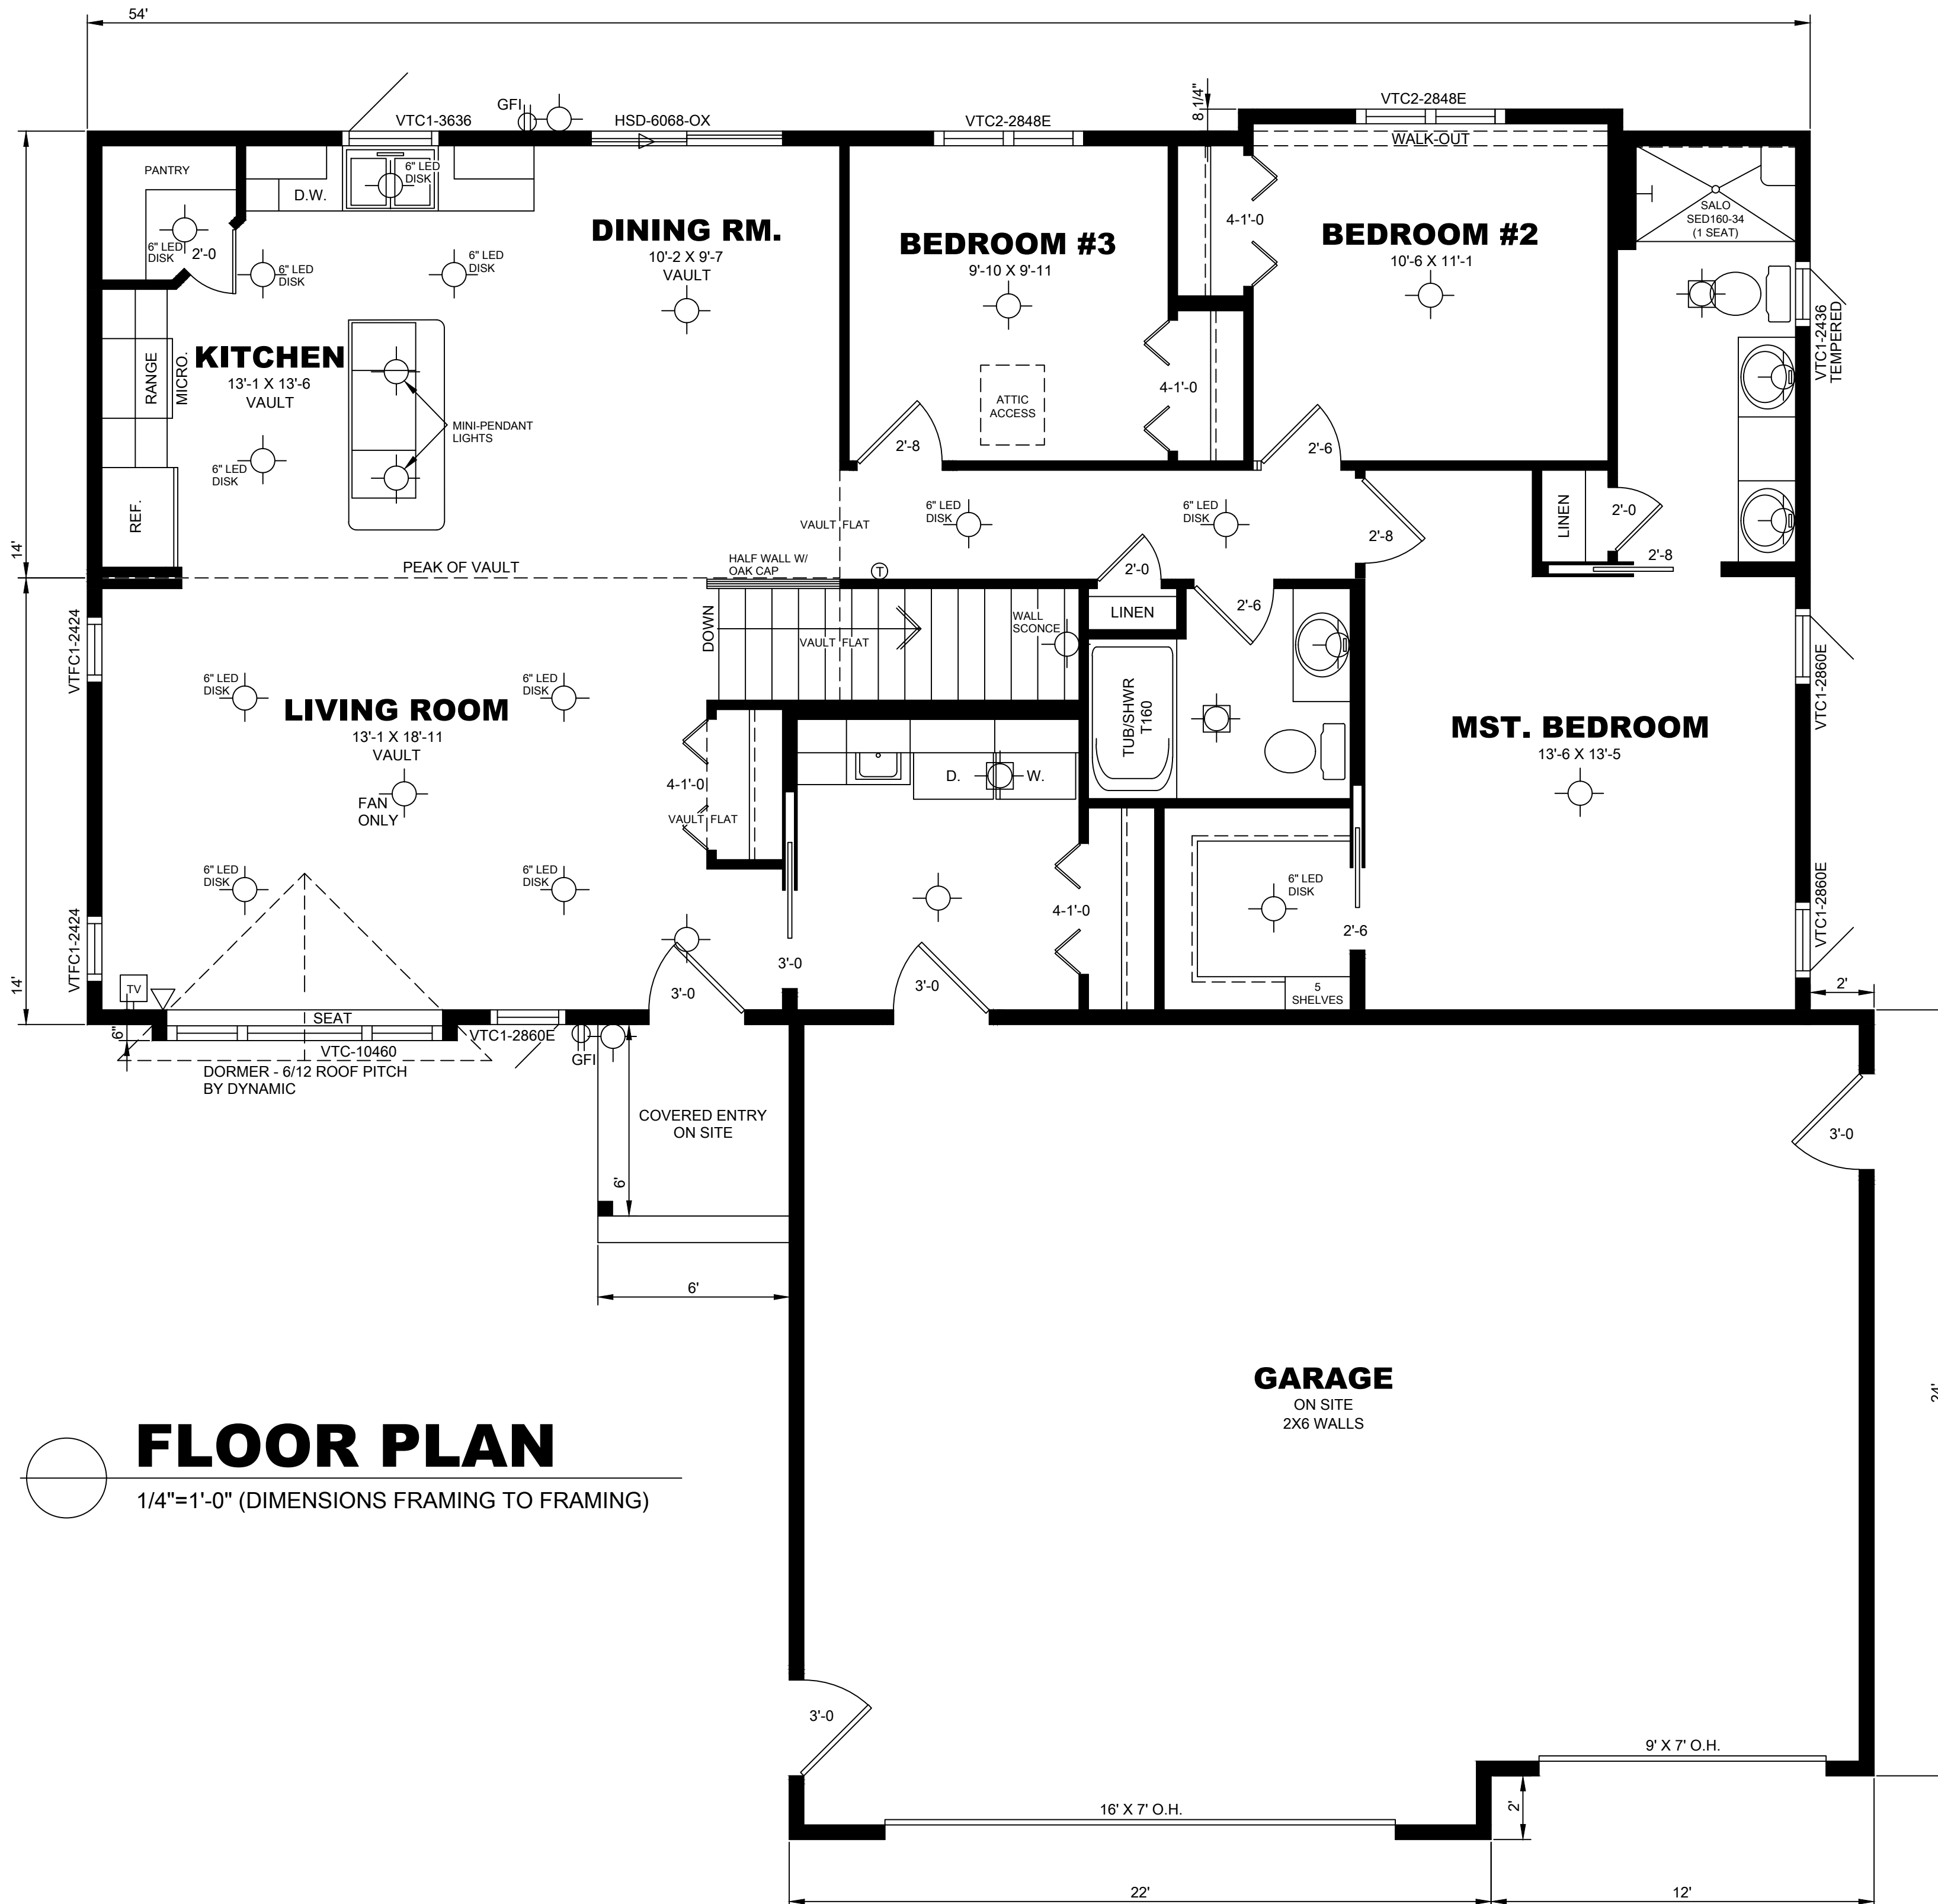 54'
8 1/4"
VTC1-3636
GFI
HSD-6068-OX
VTC2-2848E
VTC2-2848E
WALK-OUT
PANTRY
D.W.
6" LED
DISK
6" LED
DISK
2'-0
6" LED
DISK
6" LED
DISK
DINING RM.
10'-2 X 9'-7
VAULT
BEDROOM #3
9'-10 X 9'-11
4-1'-0
BEDROOM #2
10'-6 X 11'-1
SALO
SED160-34
(1 SEAT)
VTC1-2436
TEMPERED
RANGE
MICRO.
KITCHEN
13'-1 X 13'-6
VAULT
MINI-PENDANT
LIGHTS
6" LED
DISK
REF.
ATTIC
ACCESS
4-1'-0
2'-8
2'-6
VAULT FLAT
6" LED
DISK
6" LED
DISK
2'-8
LINEN
2'-0
2'-8
14'
PEAK OF VAULT
HALF WALL W/
OAK CAP
T
2'-0
2'-6
LINEN
VTFC1-2424
DOWN
VAULT FLAT
WALL
SCONCE
VTC1-2860E
6" LED
DISK
6" LED
DISK
LIVING ROOM
13'-1 X 18'-11
VAULT
FAN
ONLY
4-1'-0
VAULT FLAT
D.
W.
TUB/SHWR
T160
MST. BEDROOM
13'-6 X 13'-5
6" LED
DISK
6" LED
DISK
6" LED
DISK
4-1'-0
2'-6
VTC1-2860E
VTFC1-2424
14'
TV
3'-0
3'-0
3'-0
5
SHELVES
2'
6"
SEAT
VTC-10460
VTC1-2860E
GFI
DORMER - 6/12 ROOF PITCH
BY DYNAMIC
COVERED ENTRY
ON SITE
6'
6'
3'-0
GARAGE
ON SITE
2X6 WALLS
24'
FLOOR PLAN
1/4"=1'-0" (DIMENSIONS FRAMING TO FRAMING)
3'-0
9' X 7' O.H.
16' X 7' O.H.
2'
22'
12'